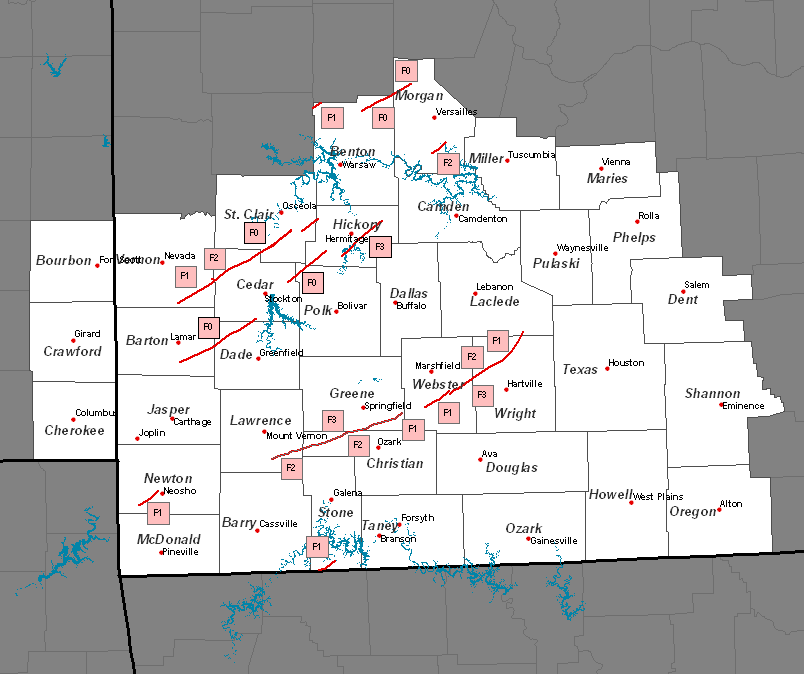 F0
Morgan
F1
F0
Versailles
Benton
Warsaw
F2
Miller
Tuscumbia
Vienna
Maries
St. Clair
Osceola
Camden
Camdenton
Rolla
Phelps
F0
Hickory
Hermitage
F3
Waynesville
Pulaski
Bourbon
Fort Scott
Vernon
Nevada
F2
F1
Cedar
Stockton
F0
Polk
Bolivar
Dallas
Buffalo
Lebanon
Laclede
Salem
Dent
Girard
Crawford
Barton
Lamar
F0
Dade
Greenfield
F1
F2
Marshfield
Webster
Hartville
F3
Wright
Texas
Houston
Greene
Springfield
F1
Shannon
Eminence
Columbus
Cherokee
Jasper
Carthage
Joplin
Lawrence
Mount Vernon
F3
F1
F2
Ozark
Christian
Ava
Douglas
F2
Newton
Neosho
F1
Galena
Stone
Howell
West Plains
Oregon
Alton
McDonald
Pineville
Barry
Cassville
Taney
Forsyth
Branson
Ozark
Gainesville
F1